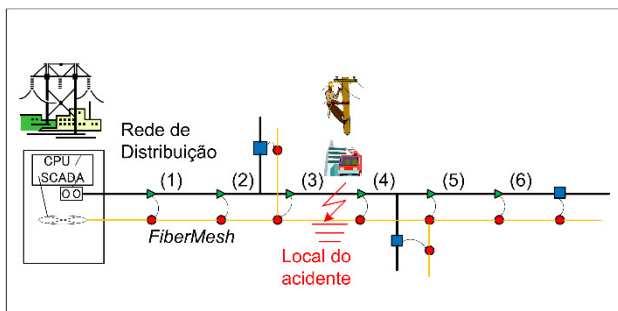 Rede de
Distribuição
CPU /
SCADA
(1)
(2)
(3)
(4)
(5)
(6)
FiberMesh
Local do
acidente